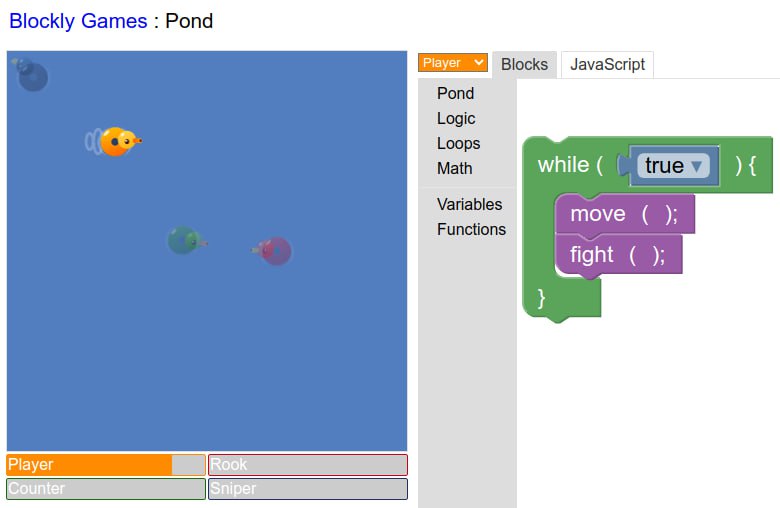 Blockly Games : Pond
Player
Blocks
JavaScript
Pond
Logic
Loops
Math
Variables
Functions
while ( true ▾ ) {
move ( );
fight ( );
}
Player
Rook
Counter
Sniper